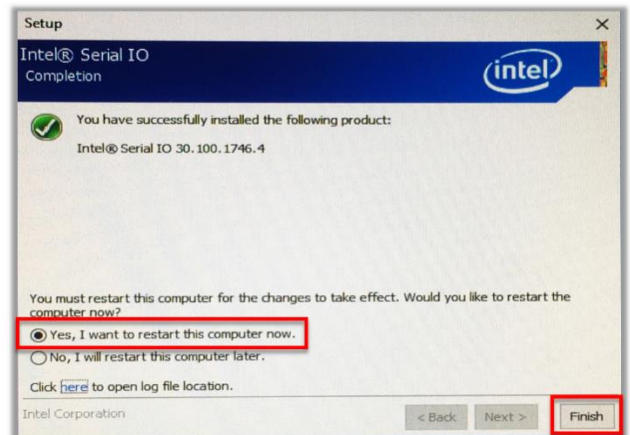 Setup
Intel® Serial IO
Completion
intel
You have successfully installed the following product:
Intel® Serial IO 30.100.1746.4
You must restart this computer for the changes to take effect. Would you like to restart the
computer now?
Yes, I want to restart this computer now.
No, I will restart this computer later.
Click here to open log file location.
Intel Corporation
< Back Next > Finish